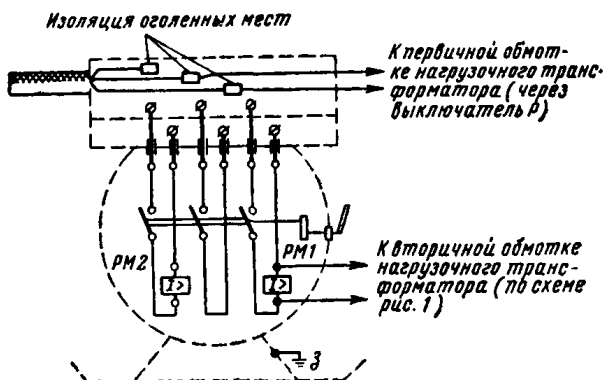 Изоляция оголенных мест
К первичной обмот-
ке нагрузочного транс-
форматора (через
выключатель Р)
РМ2
РМ1
I>
I>
К вторичной обмотке
нагрузочного транс-
форматора (по схеме
рис. 1)
З